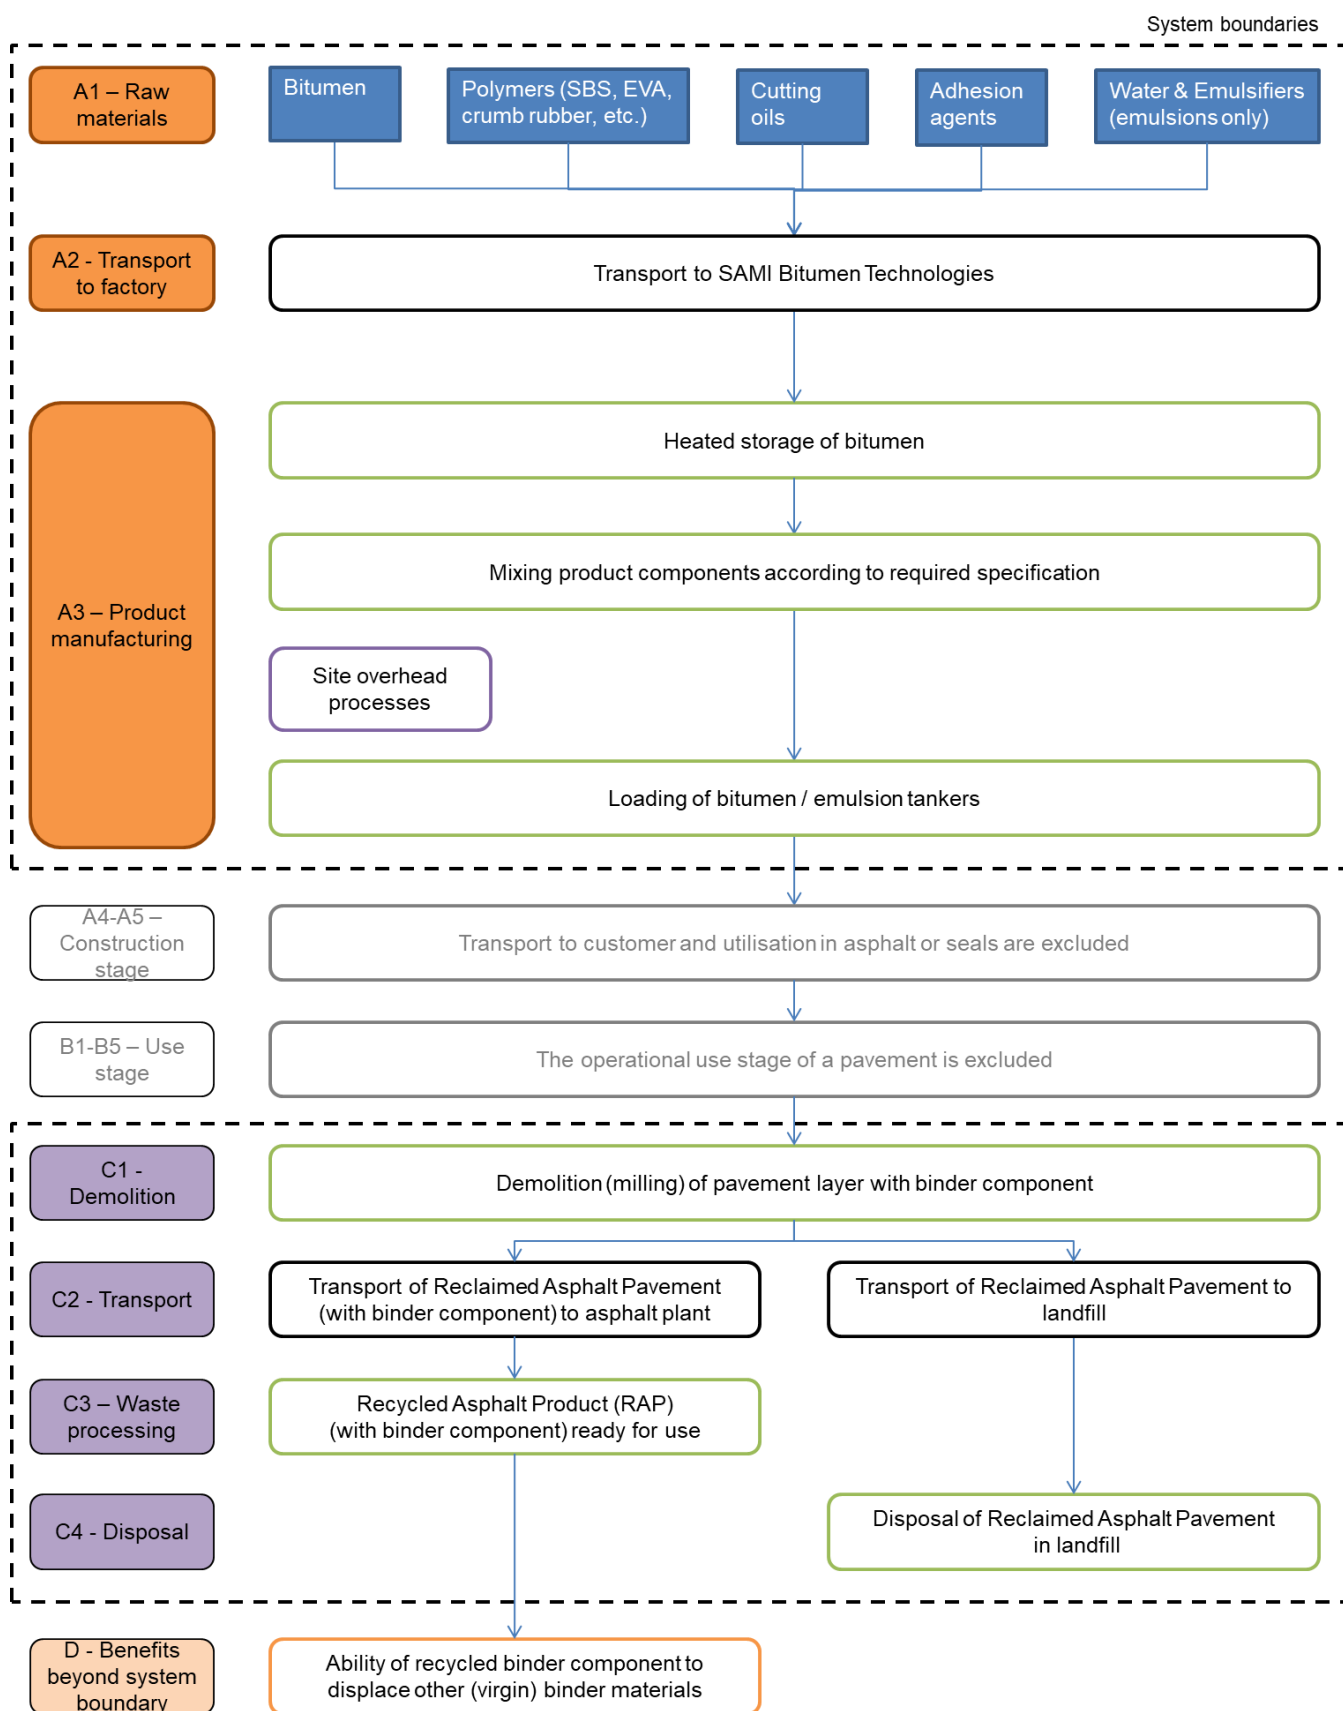 System boundaries
A1 – Raw
materials
Bitumen
Polymers (SBS, EVA,
crumb rubber, etc.)
Cutting
oils
Adhesion
agents
Water & Emulsifiers
(emulsions only)
A2 - Transport
to factory
Transport to SAMI Bitumen Technologies
A3 – Product
manufacturing
Heated storage of bitumen
Mixing product components according to required specification
Site overhead
processes
Loading of bitumen / emulsion tankers
A4-A5 –
Construction
stage
Transport to customer and utilisation in asphalt or seals are excluded
B1-B5 – Use
stage
The operational use stage of a pavement is excluded
C1 -
Demolition
Demolition (milling) of pavement layer with binder component
C2 - Transport
Transport of Reclaimed Asphalt Pavement
(with binder component) to asphalt plant
Transport of Reclaimed Asphalt Pavement to
landfill
C3 – Waste
processing
Recycled Asphalt Product (RAP)
(with binder component) ready for use
C4 - Disposal
Disposal of Reclaimed Asphalt Pavement
in landfill
D - Benefits
beyond system
boundary
Ability of recycled binder component to
displace other (virgin) binder materials